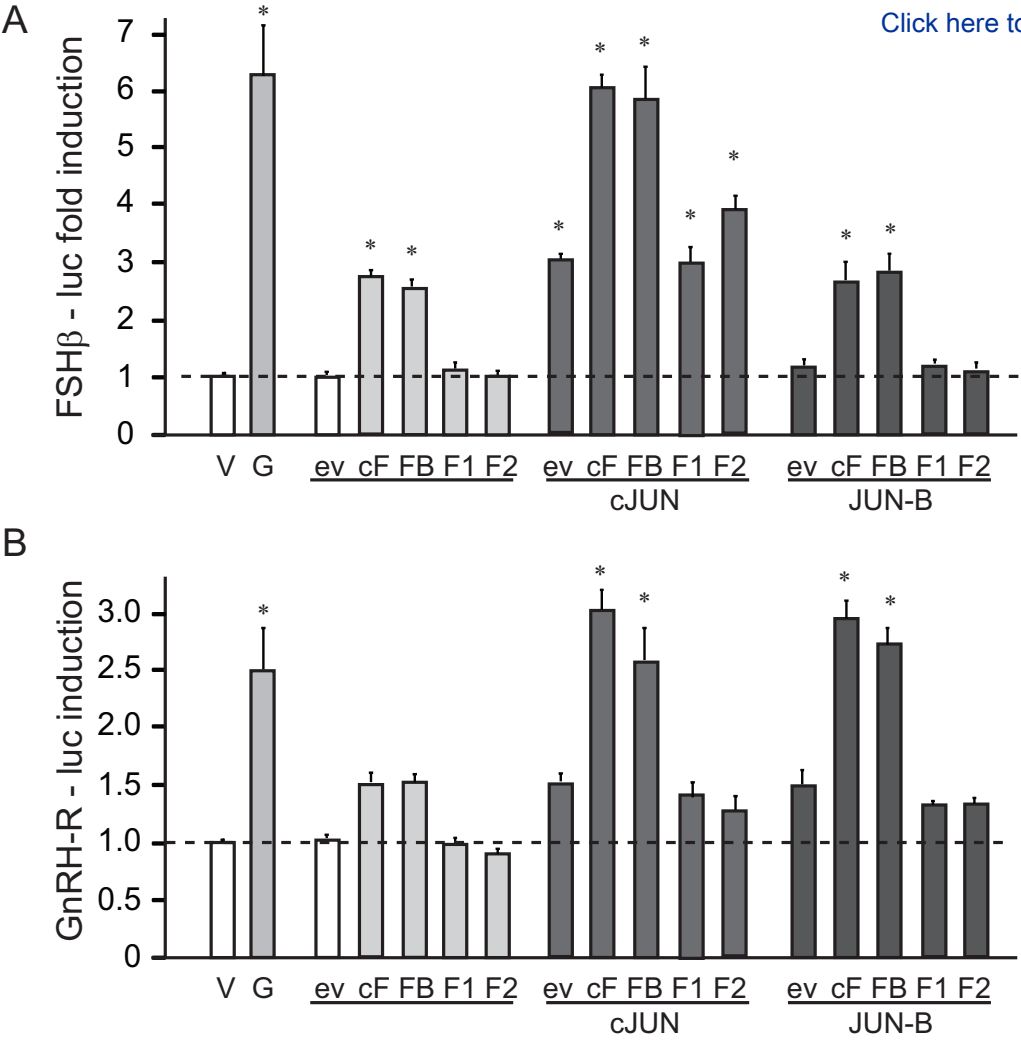 A
Click here to
FSHβ - luc fold induction
7
6
5
4
3
2
1
0
* * * * * * * * * *
V G ev cF FB F1 F2 ev cF FB F1 F2 ev cF FB F1 F2
cJUN JUN-B
B
GnRH-R - luc induction
3.0
2.5
2.0
1.5
1.0
0.5
0
* * * * *
V G ev cF FB F1 F2 ev cF FB F1 F2 ev cF FB F1 F2
cJUN JUN-B